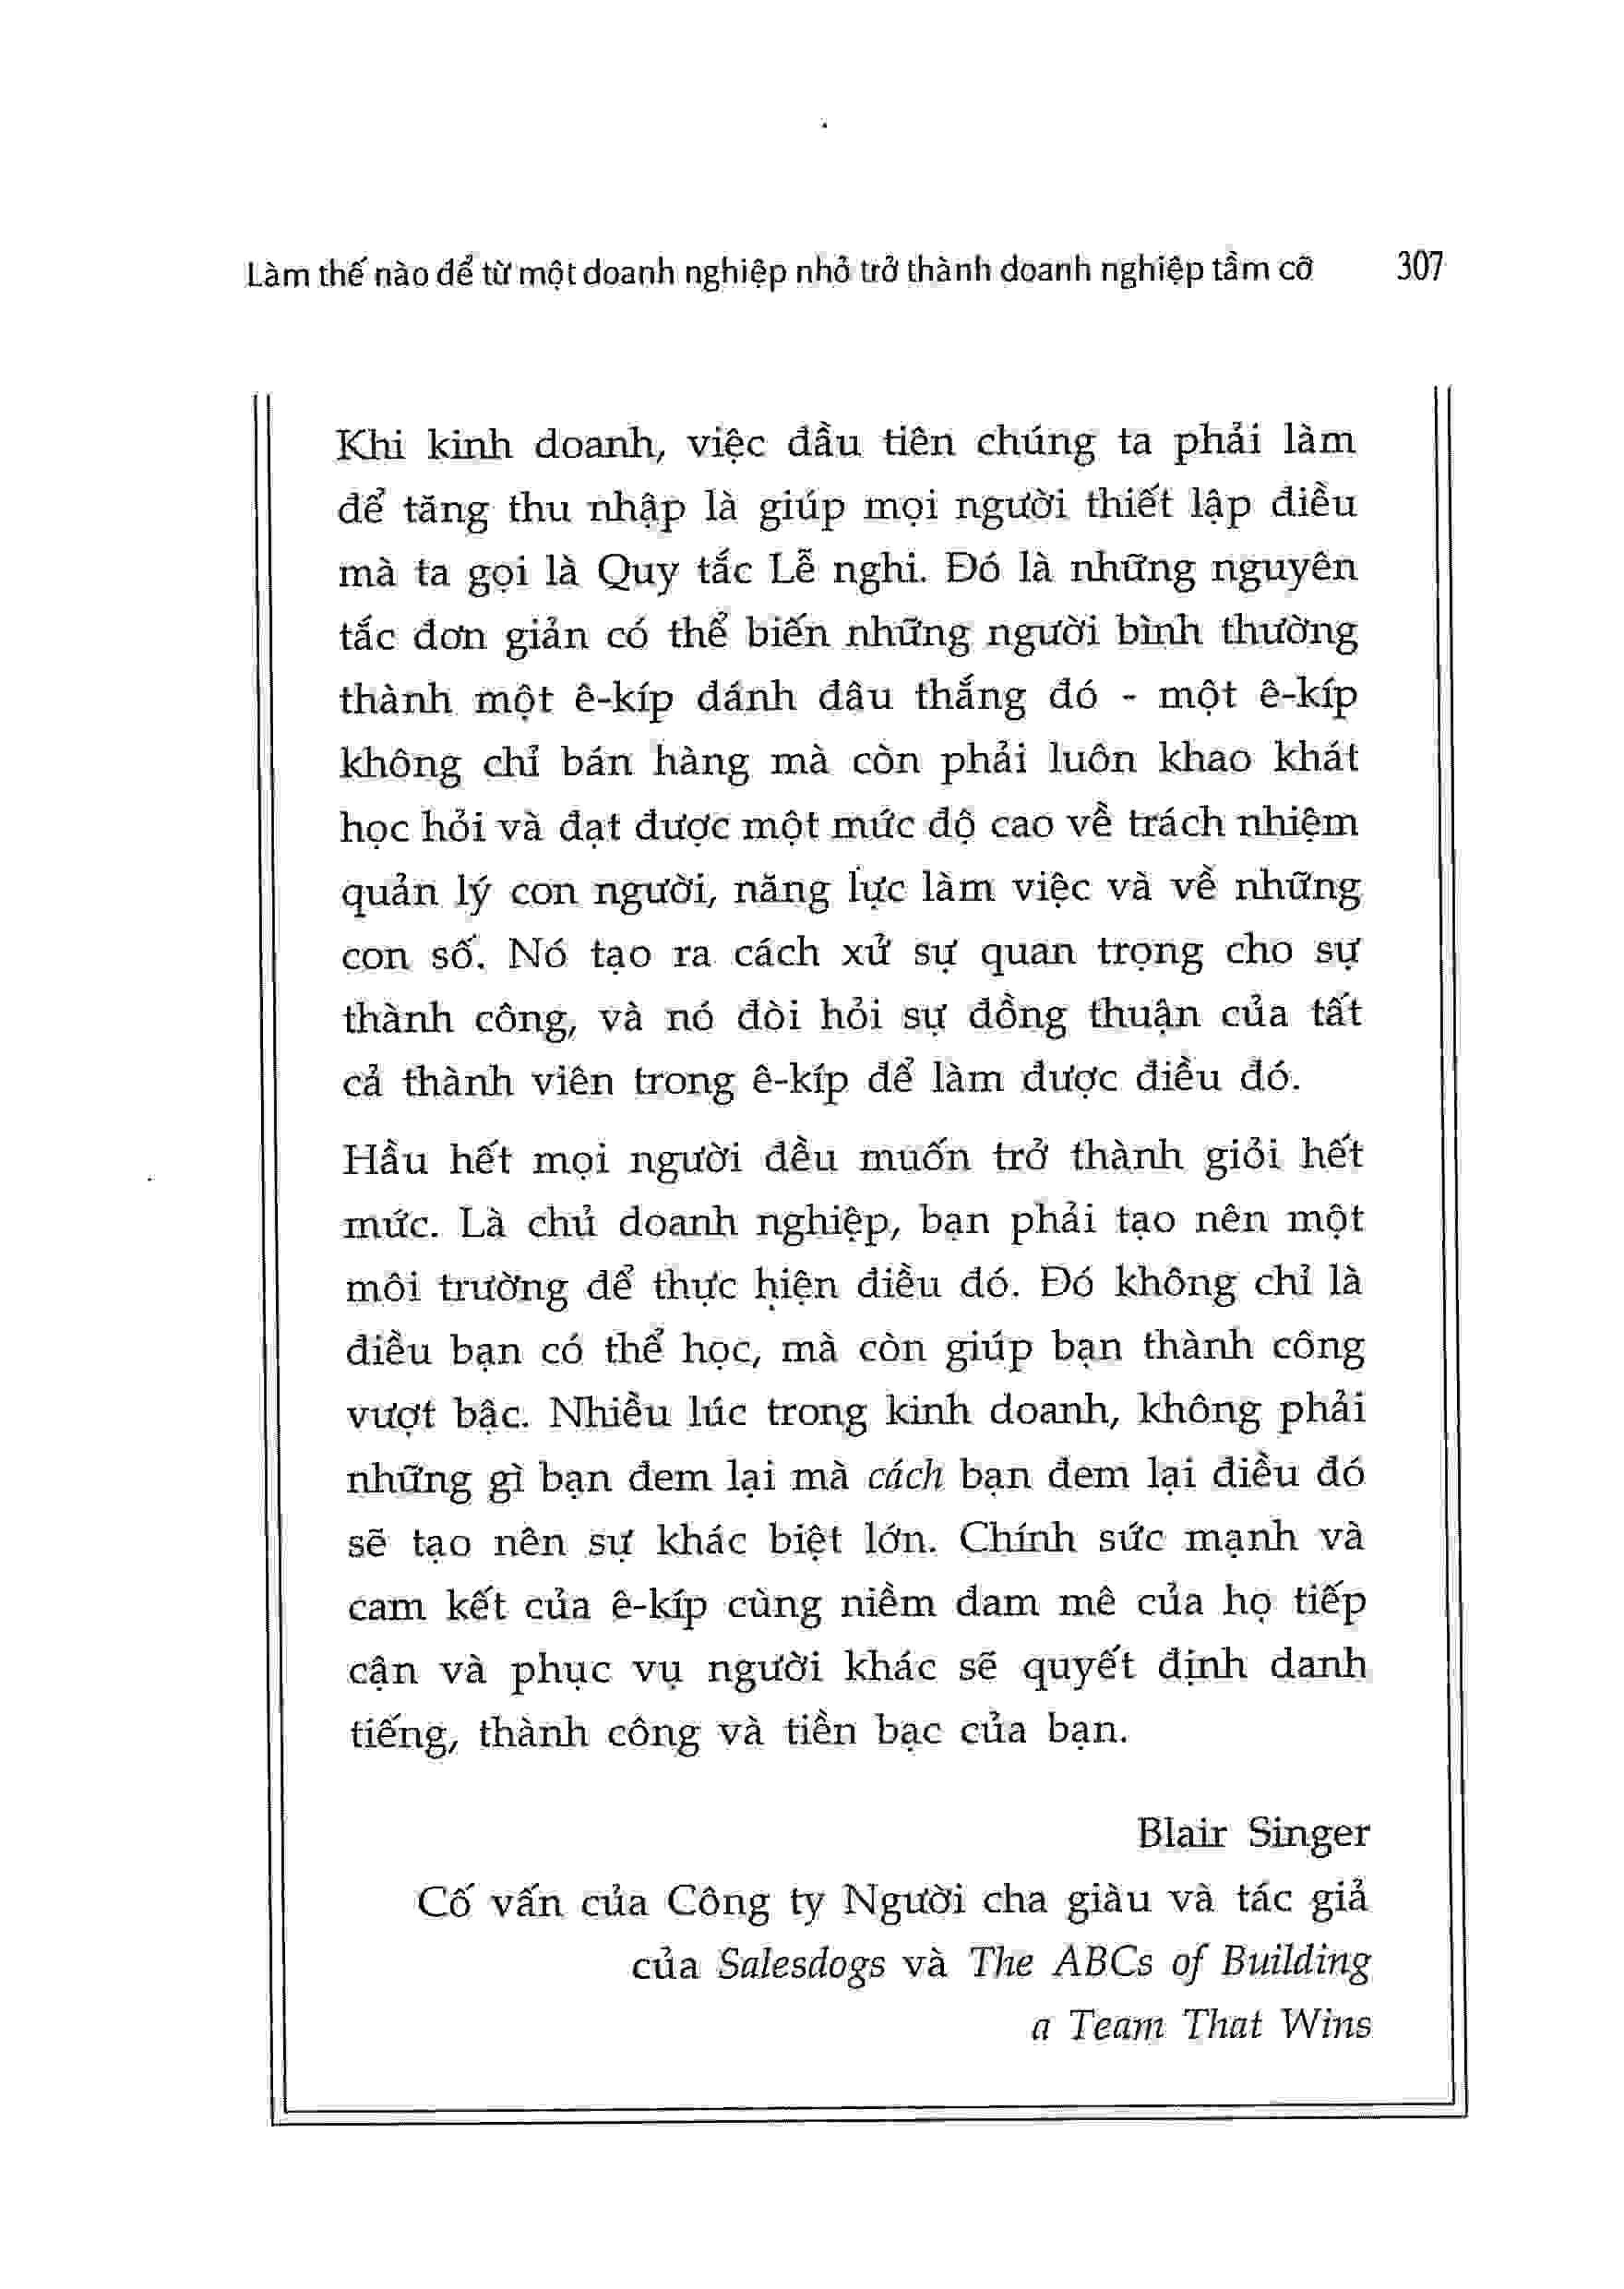 Làm thế nào để từ một doanh nghiệp nhỏ trở thành doanh nghiệp tầm cỡ 307
Khi kinh doanh, việc đầu tiên chúng ta phải làm
để tăng thu nhập là giúp mọi người thiết lập điều
mà ta gọi là Quy tắc Lễ nghi. Đó là những nguyên
tắc đơn giản có thể biến những người bình thường
thành một ê-kíp đánh đâu thắng đó - một ê-kíp
không chỉ bán hàng mà còn phải luôn khao khát
học hỏi và đạt được một mức độ cao về trách nhiệm
quản lý con người, năng lực làm việc và về những
con số. Nó tạo ra cách xử sự quan trọng cho sự
thành công, và nó đòi hỏi sự đồng thuận của tất
cả thành viên trong ê-kíp để làm được điều đó.
Hầu hết mọi người đều muốn trở thành giỏi hết
mức. Là chủ doanh nghiệp, bạn phải tạo nên một
môi trường để thực hiện điều đó. Đó không chỉ là
điều bạn có thể học, mà còn giúp bạn thành công
vượt bậc. Nhiều lúc trong kinh doanh, không phải
những gì bạn đem lại mà cách bạn đem lại điều đó
sẽ tạo nên sự khác biệt lớn. Chính sức mạnh và
cam kết của ê-kíp cùng niềm đam mê của họ tiếp
cận và phục vụ người khác sẽ quyết định danh
tiếng, thành công và tiền bạc của bạn.
Blair Singer
Cố vấn của Công ty Người cha giàu và tác giả
của Salesdogs và The ABCs of Building
a Team That Wins